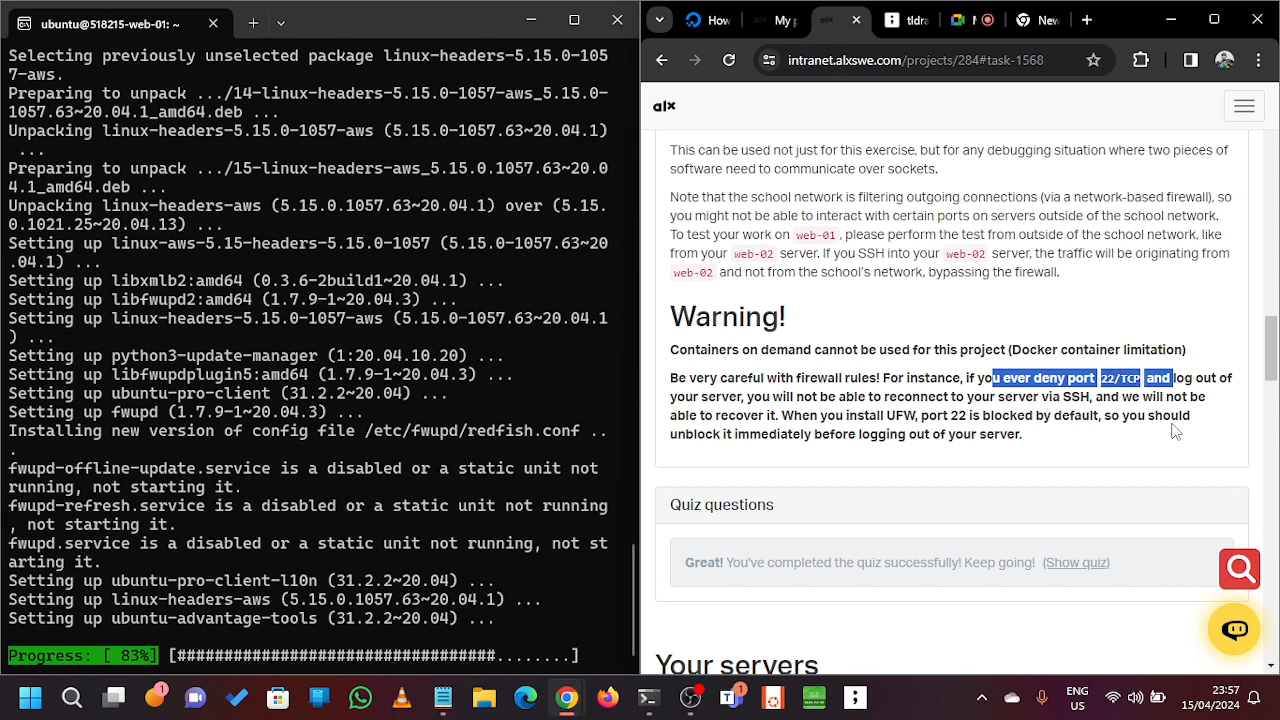 ubuntu@518215-web-01: ~
Selecting previously unselected package linux-headers-5.15.0-105
7-aws.
Preparing to unpack .../14-linux-headers-5.15.0-1057-aws_5.15.0-
1057.63~20.04.1_amd64.deb ...
Unpacking linux-headers-5.15.0-1057-aws (5.15.0-1057.63~20.04.1)
...
Preparing to unpack .../15-linux-headers-aws_5.15.0.1057.63~20.0
4.1_amd64.deb ...
Unpacking linux-headers-aws (5.15.0.1057.63~20.04.1) over (5.15.
0.1021.25~20.04.13) ...
Setting up linux-aws-5.15-headers-5.15.0-1057 (5.15.0-1057.63~20
.04.1) ...
Setting up libxmlb2:amd64 (0.3.6-2build1~20.04.1) ...
Setting up libfwupd2:amd64 (1.7.9-1~20.04.3) ...
Setting up linux-headers-5.15.0-1057-aws (5.15.0-1057.63~20.04.1
) ...
Setting up python3-update-manager (1:20.04.10.20) ...
Setting up libfwupdplugin5:amd64 (1.7.9-1~20.04.3) ...
Setting up ubuntu-pro-client (31.2.2~20.04) ...
Setting up fwupd (1.7.9-1~20.04.3) ...
Installing new version of config file /etc/fwupd/redfish.conf ..
.
fwupd-offline-update.service is a disabled or a static unit not
running, not starting it.
fwupd-refresh.service is a disabled or a static unit not running
, not starting it.
fwupd.service is a disabled or a static unit not running, not st
arting it.
Setting up ubuntu-pro-client-l10n (31.2.2~20.04) ...
Setting up linux-headers-aws (5.15.0.1057.63~20.04.1) ...
Setting up ubuntu-advantage-tools (31.2.2~20.04) ...
Progress: [ 83%] [##################################........]
How
My p
tldra
New
intranet.alxswe.com/projects/284#task-1568
alx
This can be used not just for this exercise, but for any debugging situation where two pieces of
software need to communicate over sockets.
Note that the school network is filtering outgoing connections (via a network-based firewall), so
you might not be able to interact with certain ports on servers outside of the school network.
To test your work on web-01, please perform the test from outside of the school network, like
from your web-02 server. If you SSH into your web-02 server, the traffic will be originating from
web-02 and not from the school's network, bypassing the firewall.
Warning!
Containers on demand cannot be used for this project (Docker container limitation)
Be very careful with firewall rules! For instance, if you ever deny port 22/TCP and log out of
your server, you will not be able to reconnect to your server via SSH, and we will not be
able to recover it. When you install UFW, port 22 is blocked by default, so you should
unblock it immediately before logging out of your server.
Quiz questions
Great! You've completed the quiz successfully! Keep going! (Show quiz)
Your servers
1
1
ENG
US
23:57
15/04/2024